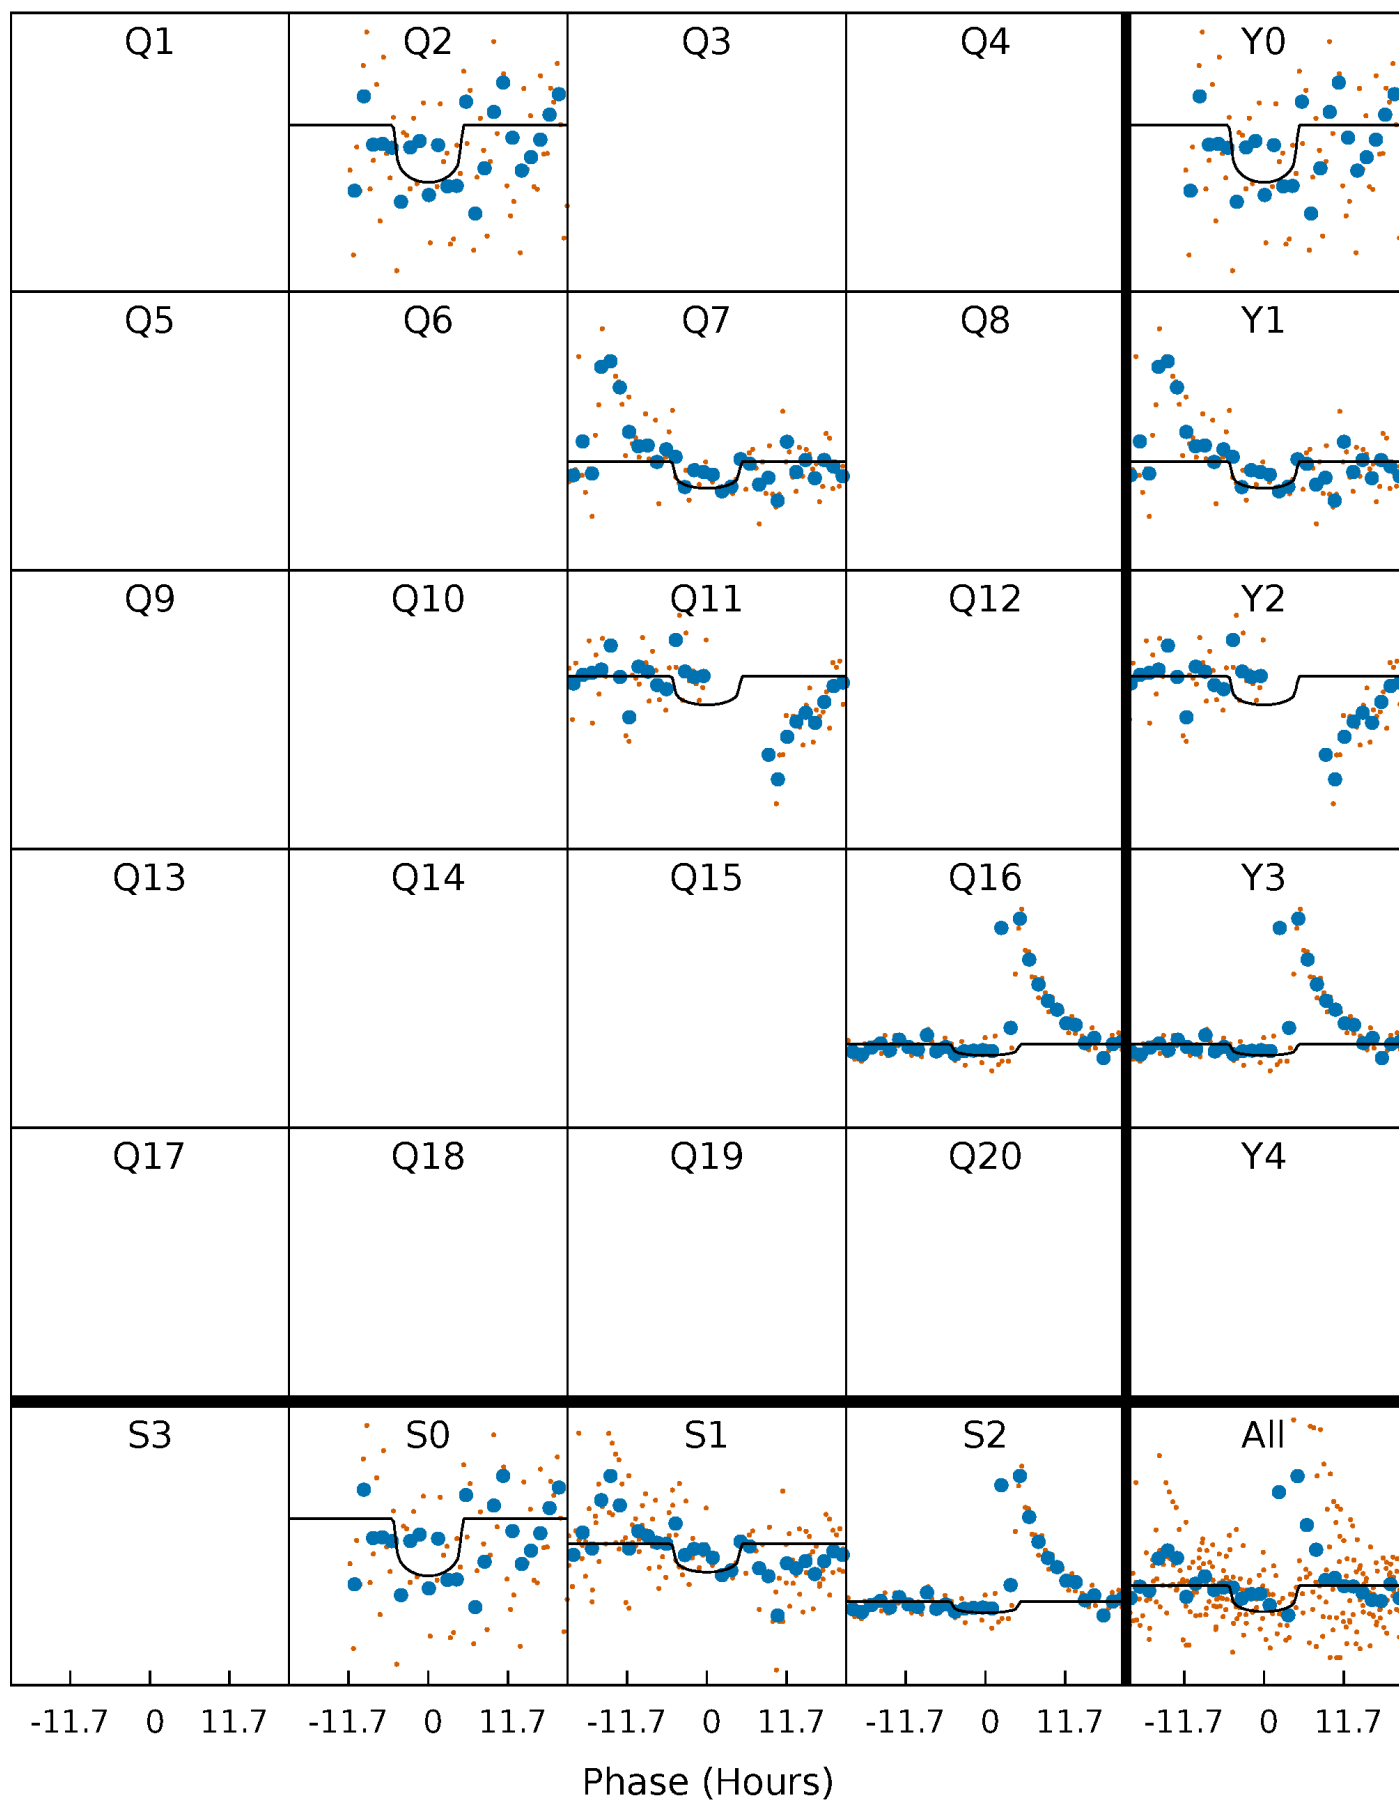 Q1 Q2 Q3 Q4 Y0
Q5 Q6 Q7 Q8 Y1
Q9 Q10 Q11 Q12 Y2
Q13 Q14 Q15 Q16 Y3
Q17 Q18 Q19 Q20 Y4
S3 S0 S1 S2 All
-11.7 0 11.7 -11.7 0 11.7 -11.7 0 11.7 -11.7 0 11.7 -11.7 0 11.7
Phase (Hours)